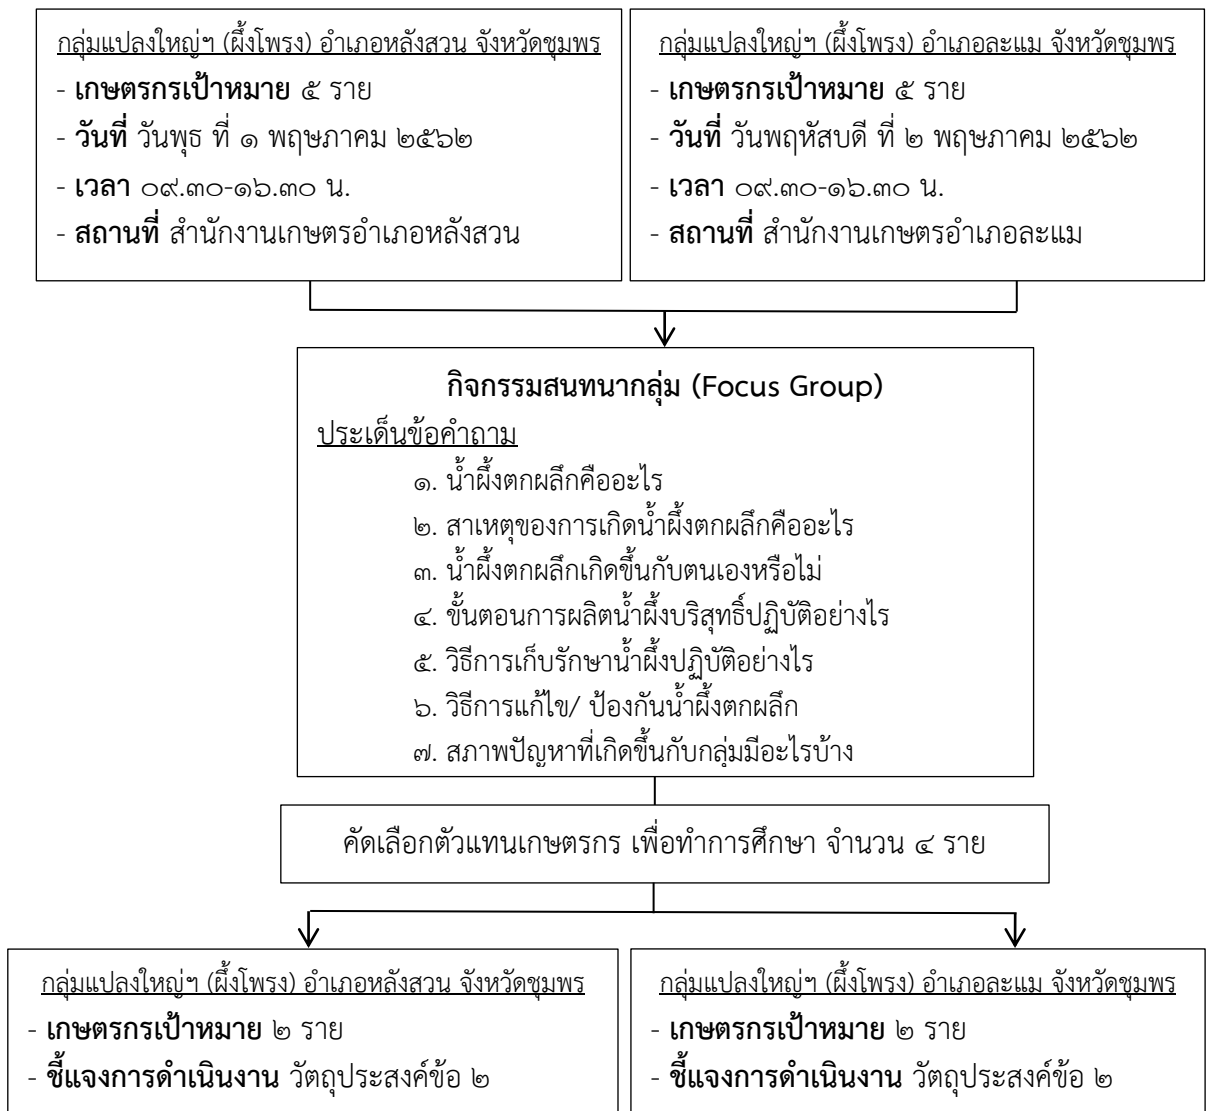 กลุ่มแปลงใหญ่ฯ (ผึ้งโพรง) อำเภอหลังสวน จังหวัดชุมพร
- เกษตรกรเป้าหมาย ๕ ราย
- วันที่ วันพุธ ที่ ๑ พฤษภาคม ๒๕๖๒
- เวลา ๐๙.๓๐-๑๖.๓๐ น.
- สถานที่ สำนักงานเกษตรอำเภอหลังสวน
กลุ่มแปลงใหญ่ฯ (ผึ้งโพรง) อำเภอละแม จังหวัดชุมพร
- เกษตรกรเป้าหมาย ๕ ราย
- วันที่ วันพฤหัสบดี ที่ ๒ พฤษภาคม ๒๕๖๒
- เวลา ๐๙.๓๐-๑๖.๓๐ น.
- สถานที่ สำนักงานเกษตรอำเภอละแม
กิจกรรมสนทนากลุ่ม (Focus Group)
ประเด็นข้อคำถาม
๑. น้ำผึ้งตกผลึกคืออะไร
๒. สาเหตุของการเกิดน้ำผึ้งตกผลึกคืออะไร
๓. น้ำผึ้งตกผลึกเกิดขึ้นกับตนเองหรือไม่
๔. ขั้นตอนการผลิตน้ำผึ้งบริสุทธิ์ปฏิบัติอย่างไร
๕. วิธีการเก็บรักษาน้ำผึ้งปฏิบัติอย่างไร
๖. วิธีการแก้ไข/ ป้องกันน้ำผึ้งตกผลึก
๗. สภาพปัญหาที่เกิดขึ้นกับกลุ่มมีอะไรบ้าง
คัดเลือกตัวแทนเกษตรกร เพื่อทำการศึกษา จำนวน ๔ ราย
กลุ่มแปลงใหญ่ฯ (ผึ้งโพรง) อำเภอหลังสวน จังหวัดชุมพร
- เกษตรกรเป้าหมาย ๒ ราย
- ชี้แจงการดำเนินงาน วัตถุประสงค์ข้อ ๒
กลุ่มแปลงใหญ่ฯ (ผึ้งโพรง) อำเภอละแม จังหวัดชุมพร
- เกษตรกรเป้าหมาย ๒ ราย
- ชี้แจงการดำเนินงาน วัตถุประสงค์ข้อ ๒